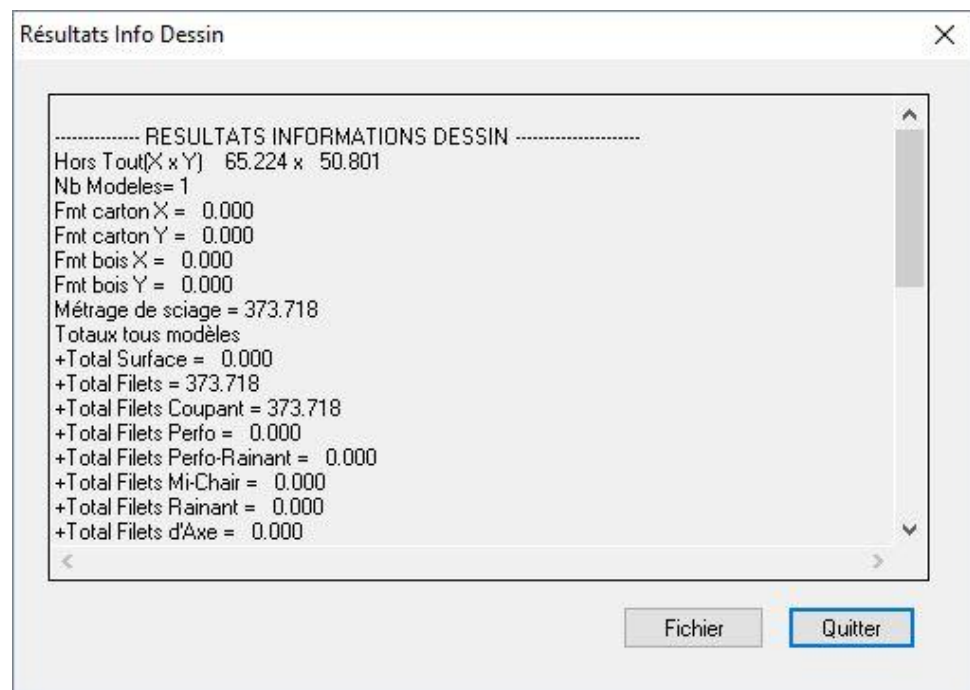 Résultats Info Dessin
-------------- RESULTATS INFORMATIONS DESSIN ---------------------
Hors Tout(X x Y)   65.224 x   50.801
Nb Modeles= 1
Fmt carton X =   0.000
Fmt carton Y =   0.000
Fmt bois X =   0.000
Fmt bois Y =   0.000
Métrage de sciage = 373.718
Totaux tous modèles
+Total Surface =   0.000
+Total Filets = 373.718
+Total Filets Coupant = 373.718
+Total Filets Perfo =   0.000
+Total Filets Perfo-Rainant =   0.000
+Total Filets Mi-Chair =   0.000
+Total Filets Rainant =   0.000
+Total Filets d'Axe =   0.000
Fichier
Quitter